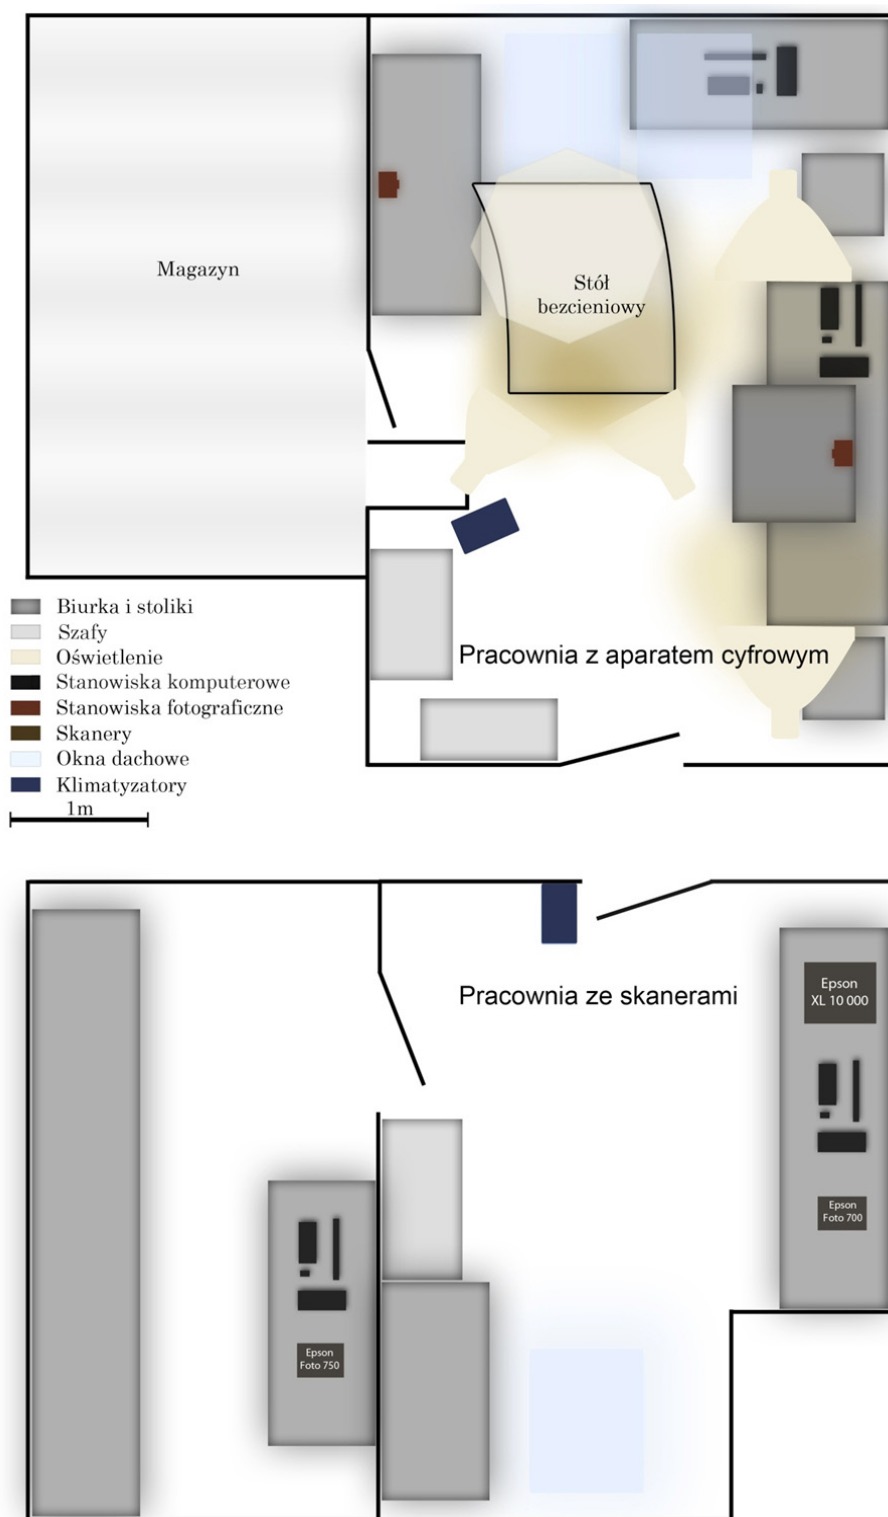 Magazyn
Stół
bezcieniowy
Biurka i stoliki
Szafy
Oświetlenie
Stanowiska komputerowe
Stanowiska fotograficzne
Skanery
Okna dachowe
Klimatyzatory
1m
Pracownia z aparatem cyfrowym
Pracownia ze skanerami
Epson
XL 10 000
Epson
Foto 700
Epson
Foto 750